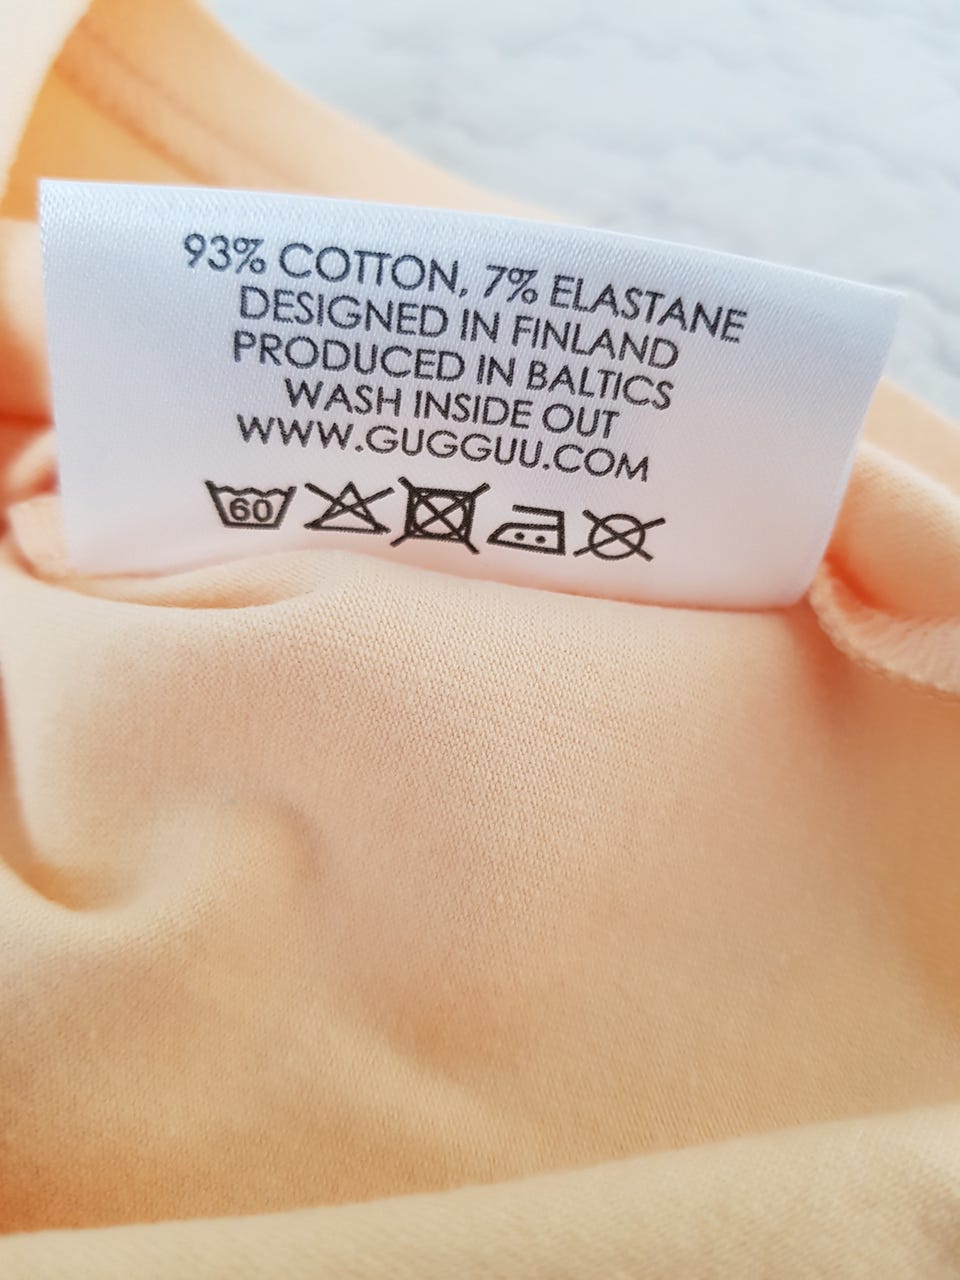 93% COTTON, 7% ELASTANE
DESIGNED IN FINLAND
PRODUCED IN BALTICS
WASH INSIDE OUT
WWW.GUGGUU.COM
60